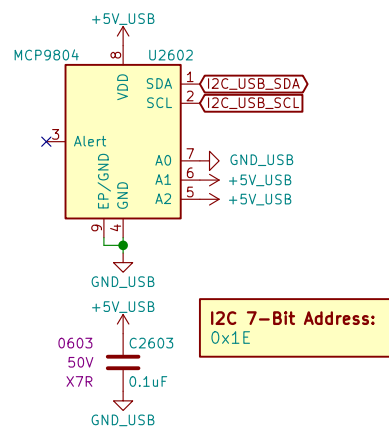 +5V_USB
MCP9804 U2602
8
VDD
SDA 1 I2C_USB_SDA
SCL 2 I2C_USB_SCL
3 Alert
A0 7 GND_USB
A1 6 +5V_USB
A2 5 +5V_USB
EP/GND GND
9 4
GND_USB
+5V_USB
0603 C2603
50V
X7R 0.1uF
GND_USB
I2C 7-Bit Address:
0x1E